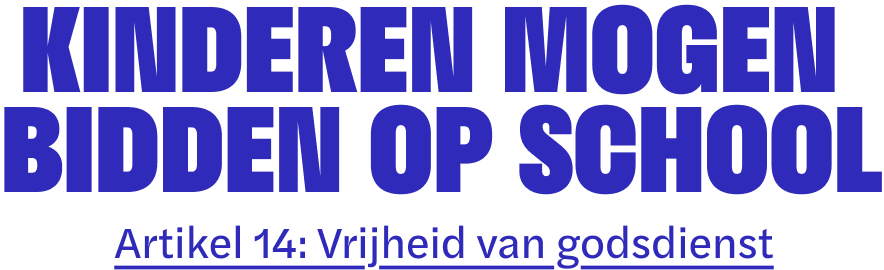 KINDEREN MOGEN
BIDDEN OP SCHOOL
Artikel 14: Vrijheid van godsdienst